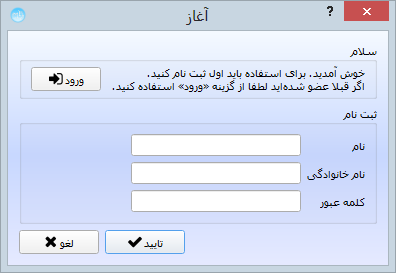 آغاز
سلام
خوش آمدید. برای استفاده باید اول ثبت نام کنید.
اگر قبلا عضو شده‌اید لطفا از گزینه «ورود» استفاده کنید.
ورود
ثبت نام
نام
نام خانوادگی
کلمه عبور
تایید
لغو